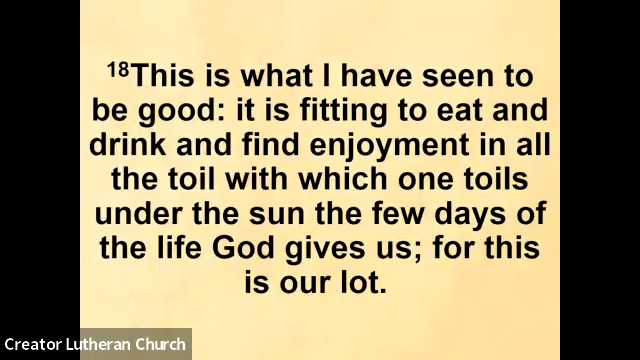 ¹⁸This is what I have seen to
be good: it is fitting to eat and
drink and find enjoyment in all
the toil with which one toils
under the sun the few days of
the life God gives us; for this
is our lot.
Creator Lutheran Church